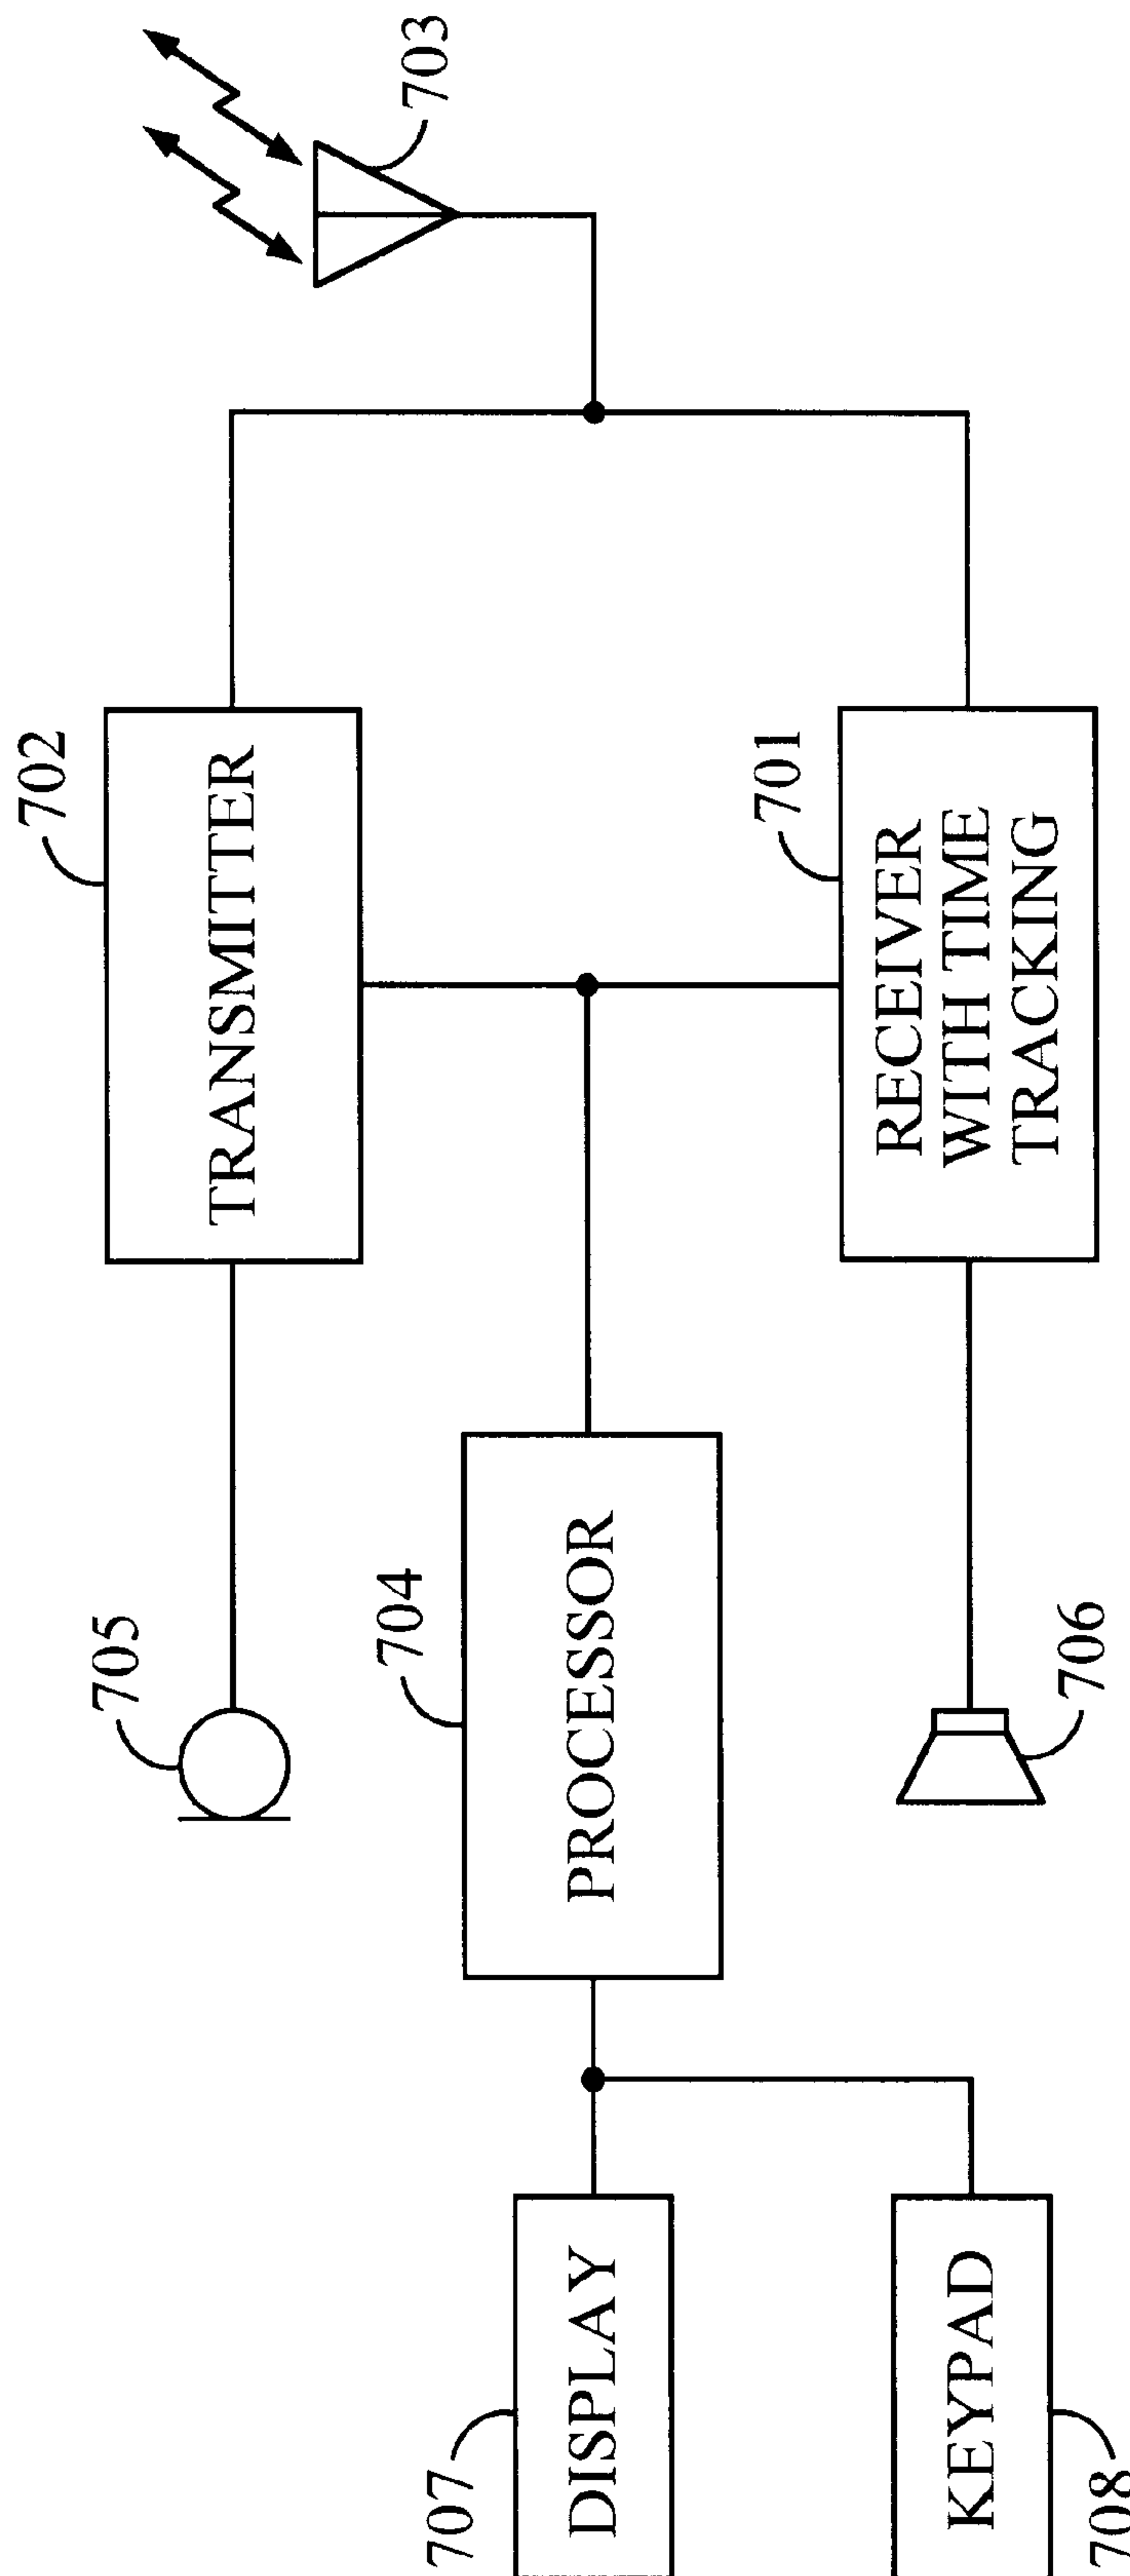 703
702
TRANSMITTER
701
RECEIVER
WITH TIME
TRACKING
705
704
PROCESSOR
706
707
DISPLAY
KEYPAD
708